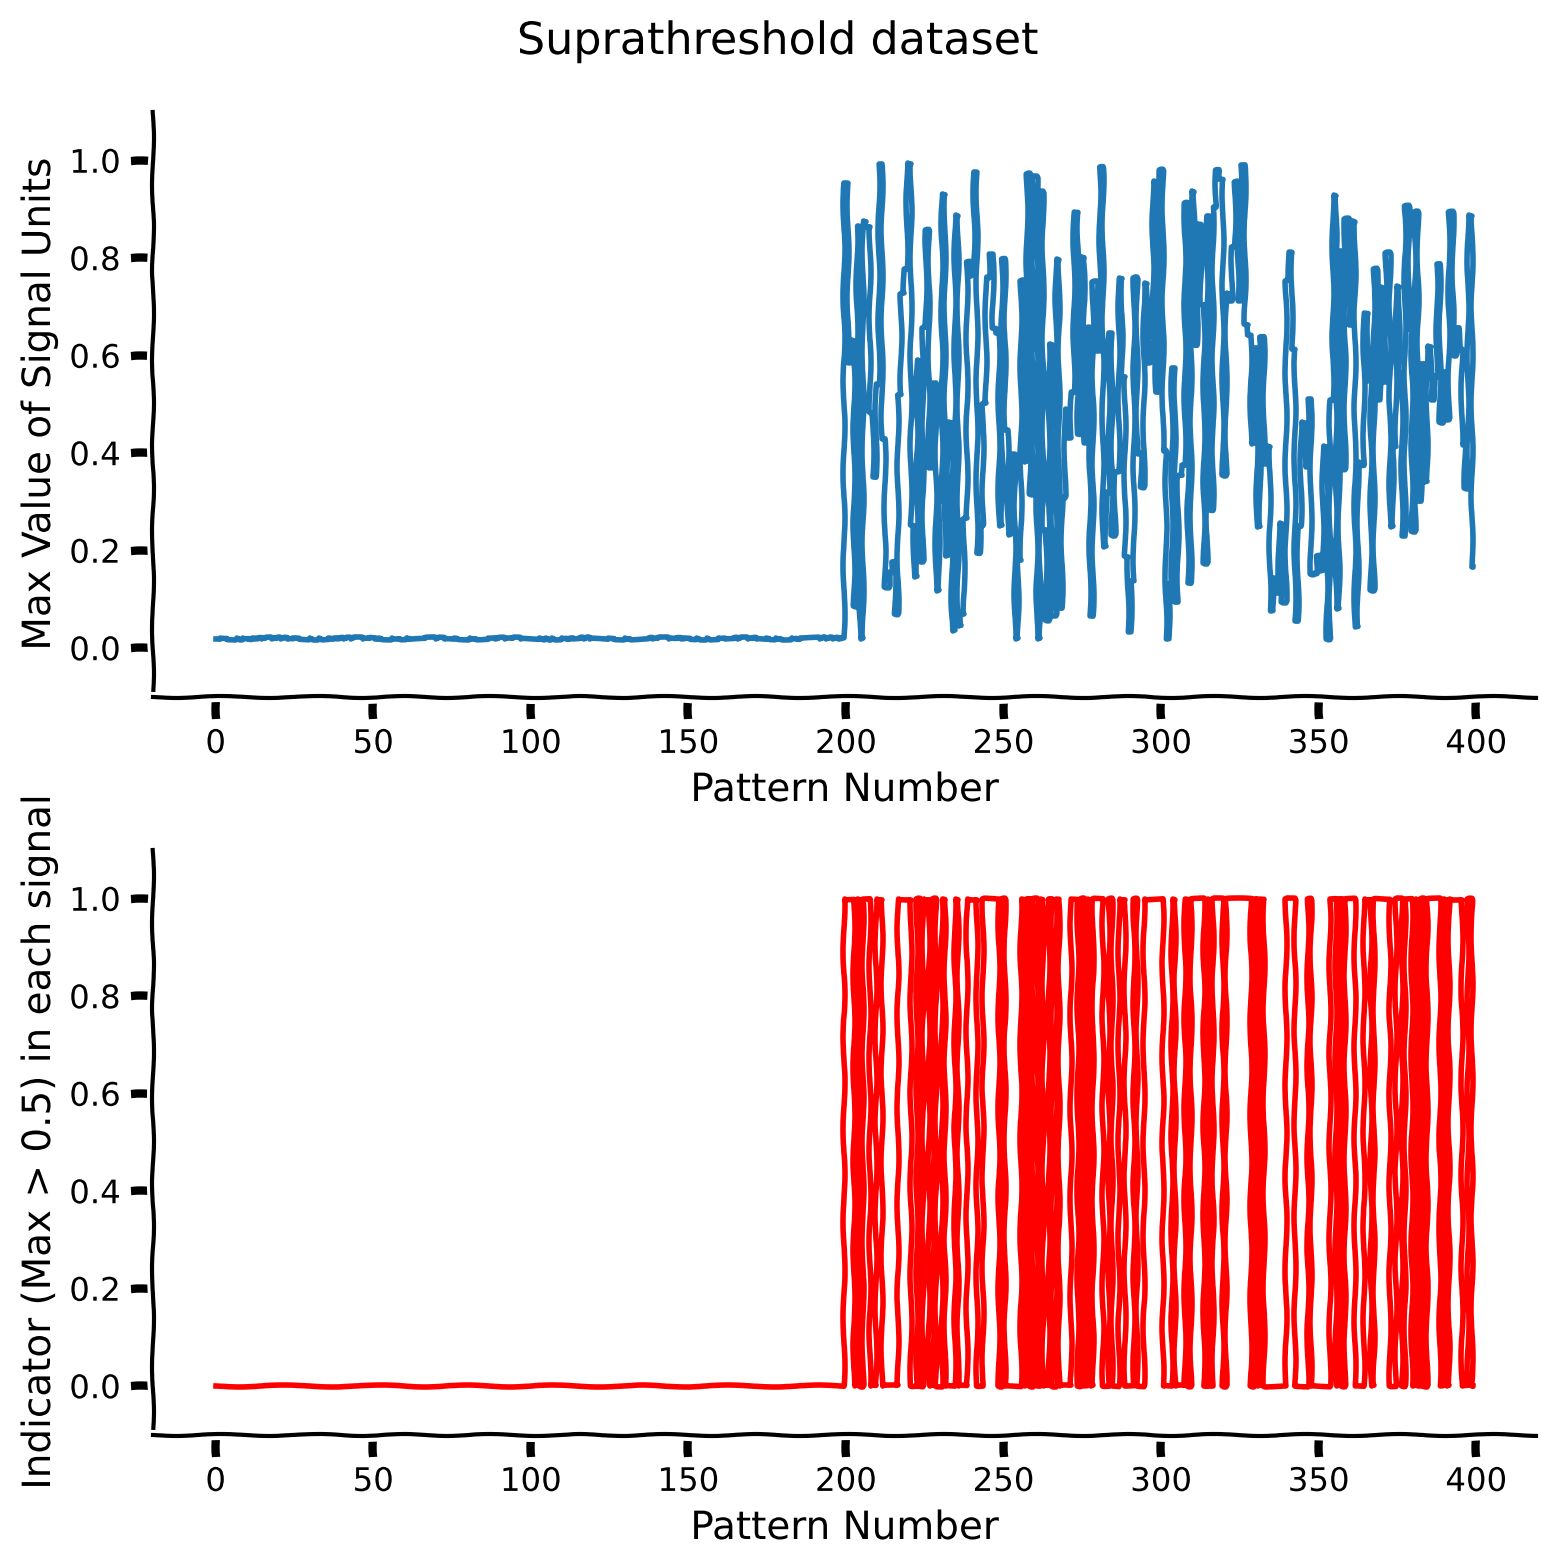 Suprathreshold dataset
Max Value of Signal Units
1.0
0.8
0.6
0.4
0.2
0.0
0 50 100 150 200 250 300 350 400
Pattern Number
Indicator (Max > 0.5) in each signal
1.0
0.8
0.6
0.4
0.2
0.0
0 50 100 150 200 250 300 350 400
Pattern Number